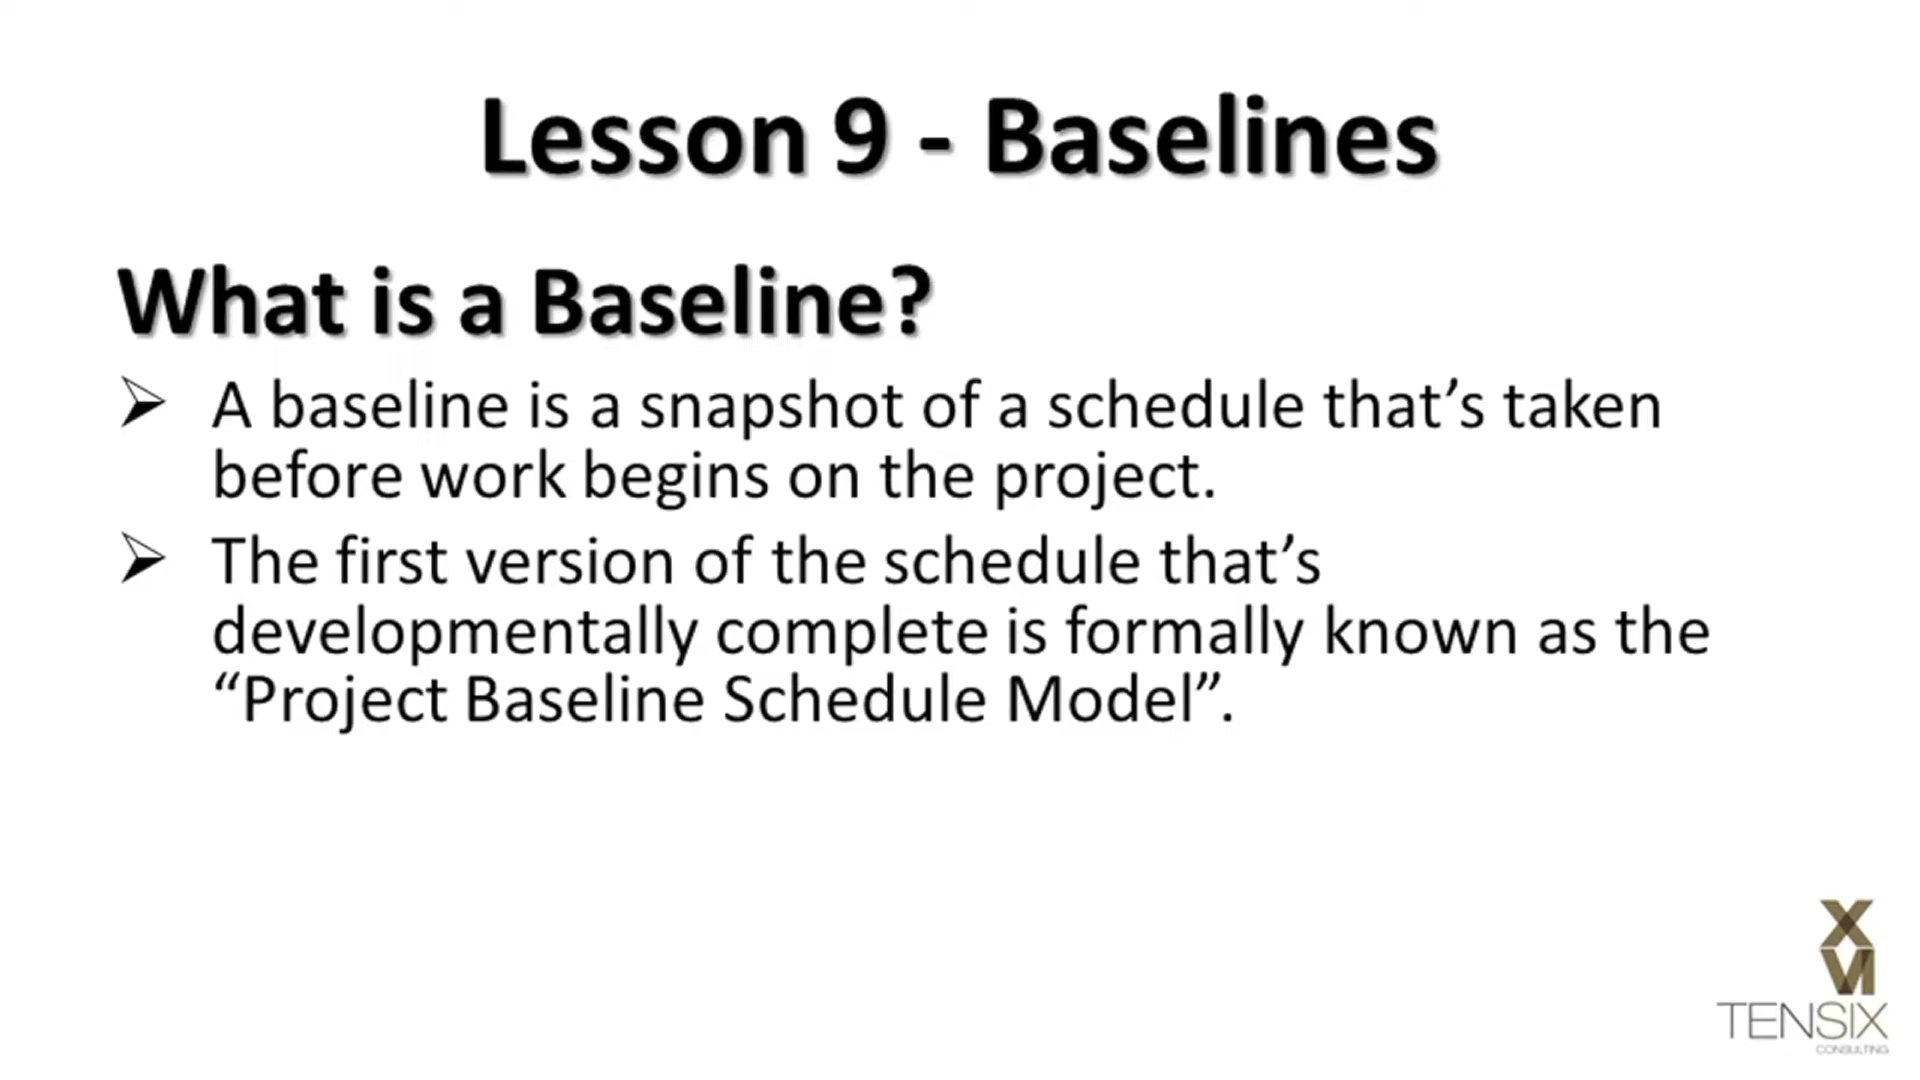 Lesson 9 - Baselines
What is a Baseline?
➢ A baseline is a snapshot of a schedule that’s taken
before work begins on the project.
➢ The first version of the schedule that’s
developmentally complete is formally known as the
“Project Baseline Schedule Model”.
X
VI
TENSIX
CONSULTING